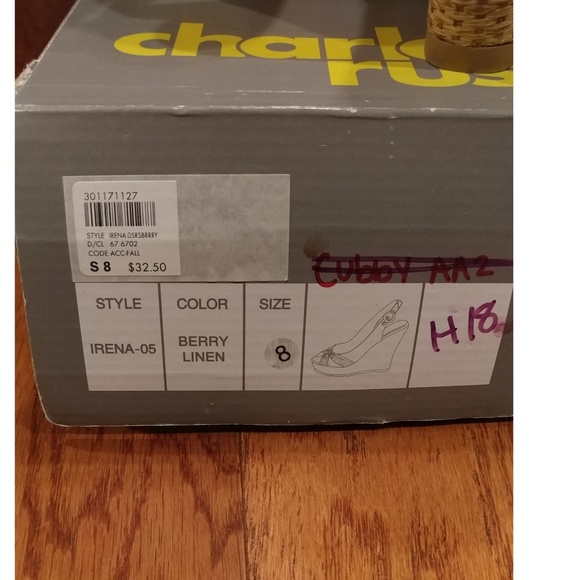 charl
rus
301171127
STYLE IRENA.05RSBRRRY
D/CL 67 6702
CODE ACC-FALL
S 8 $32.50
CUbby AA2
STYLE COLOR SIZE
IRENA-05 BERRY LINEN 8
H18